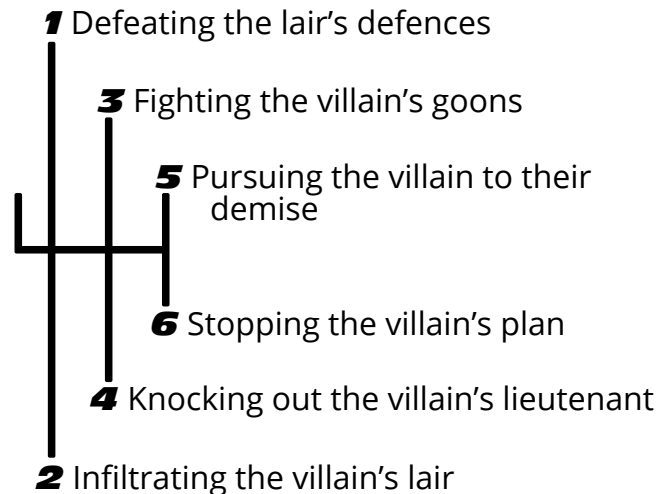 1 Defeating the lair’s defences
3 Fighting the villain’s goons
5 Pursuing the villain to their
demise
6 Stopping the villain’s plan
4 Knocking out the villain’s lieutenant
2 Infiltrating the villain’s lair